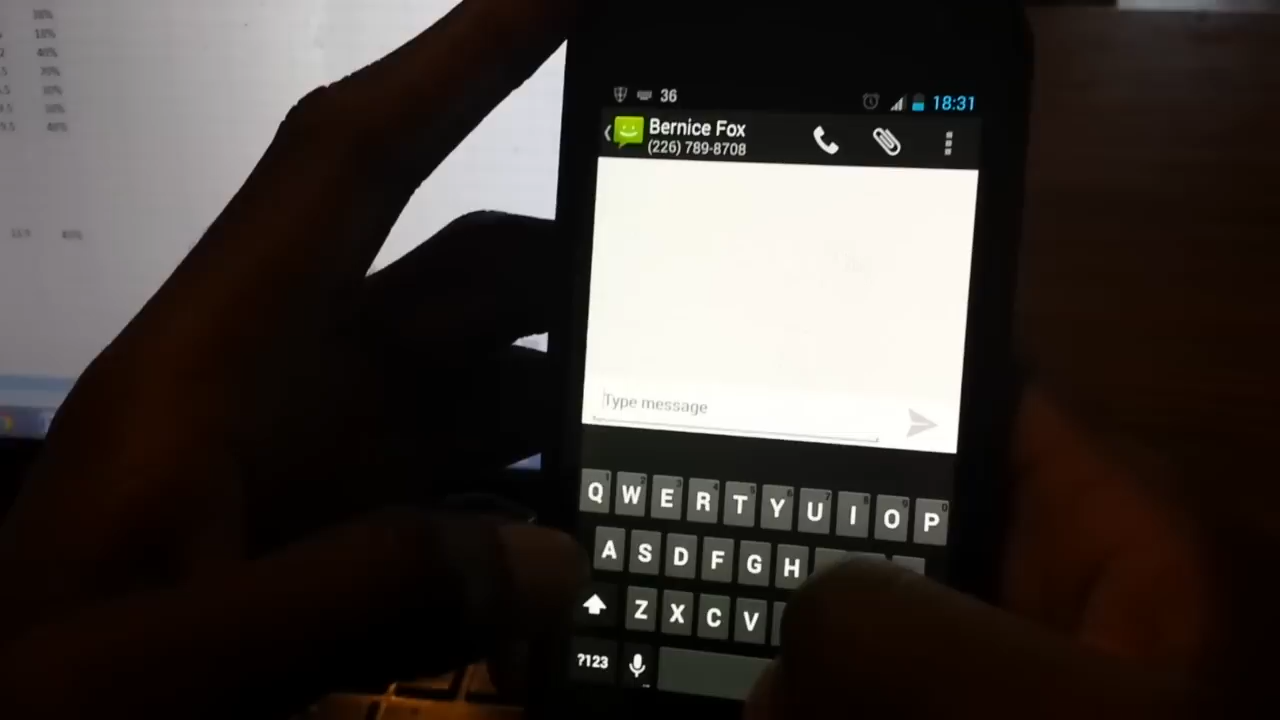 36
18:31
Bernice Fox
(226) 789-8708
Type message
Q W E R T Y U I O P
A S D F G H
Z X C V
?123